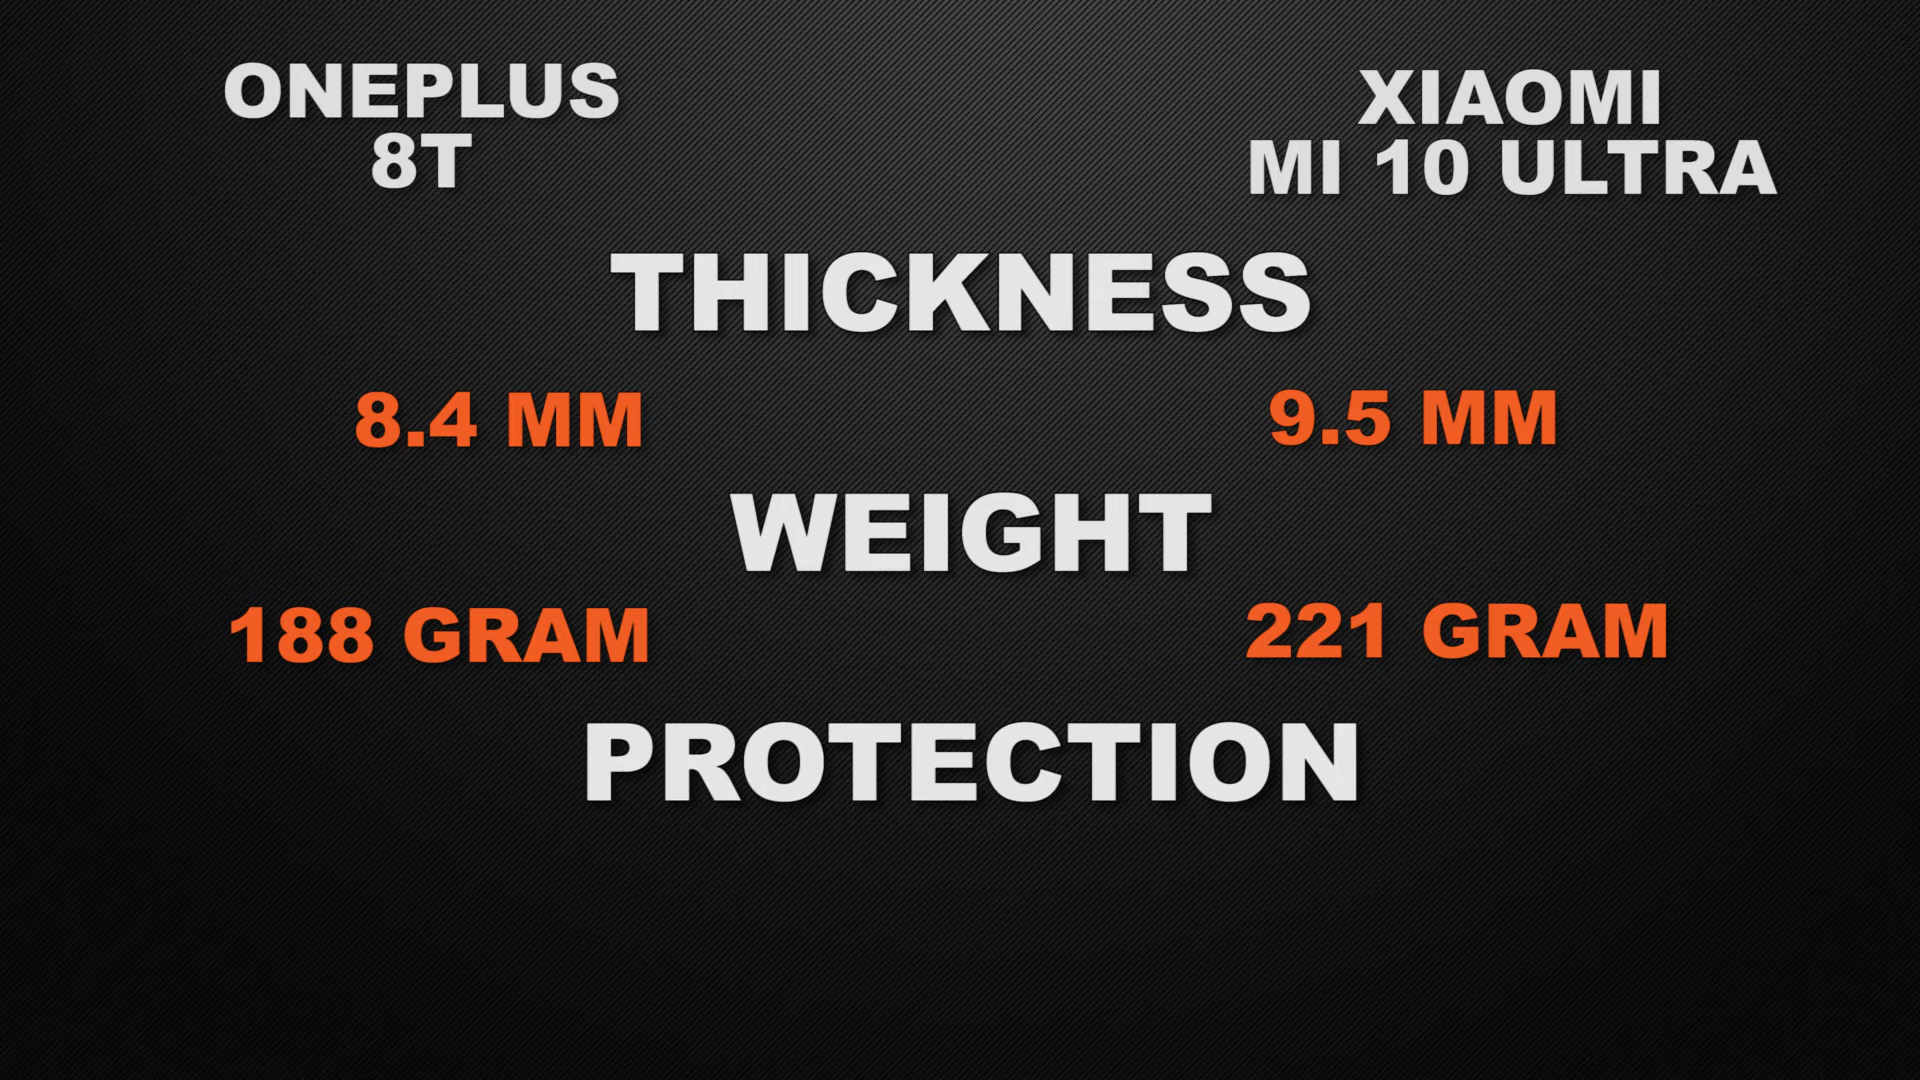 ONEPLUS
8T
XIAOMI
MI 10 ULTRA
THICKNESS
8.4 MM
9.5 MM
WEIGHT
188 GRAM
221 GRAM
PROTECTION